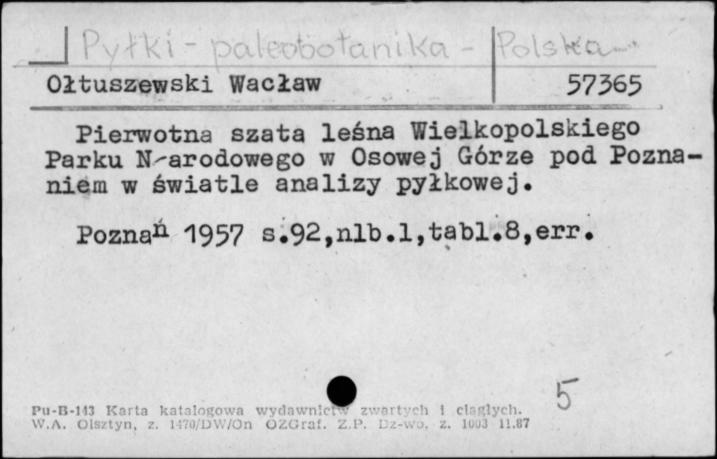 Pyłki - paleobotanika - Polska
Ołtuszewski Wacław 57365
Pierwotna szata leśna Wielkopolskiego
Parku N-arodowego w Osowej Górze pod Pozna-
niem w świetle analizy pyłkowej.
Poznań 1957 s.92,nlb.1,tabl.8,err.
5
Pu-B-143 Karta katalogowa wydawnictw zwartych i ciągłych.
W.A. Olsztyn, z. 1470/DW/On OZGraf. Z.P. Dz-wo, z. 1003 11.87